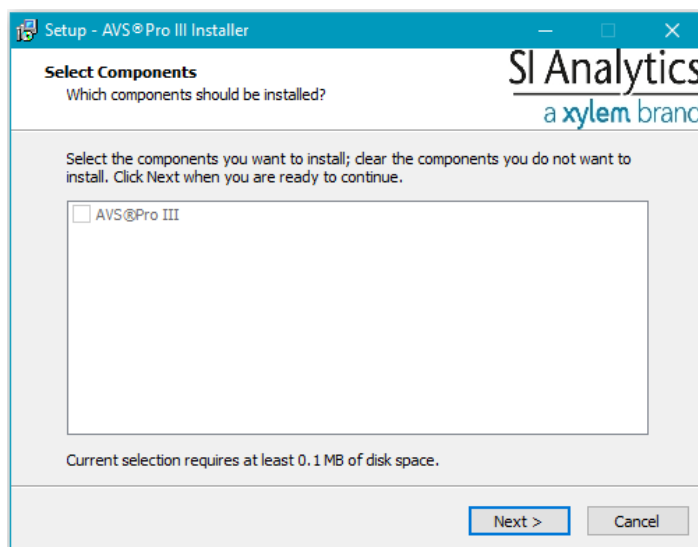 Setup - AVS®Pro III Installer
Select Components
Which components should be installed?
SI Analytics
a xylem brand
Select the components you want to install; clear the components you do not want to
install. Click Next when you are ready to continue.
AVS®Pro III
Current selection requires at least 0.1 MB of disk space.
Next >
Cancel